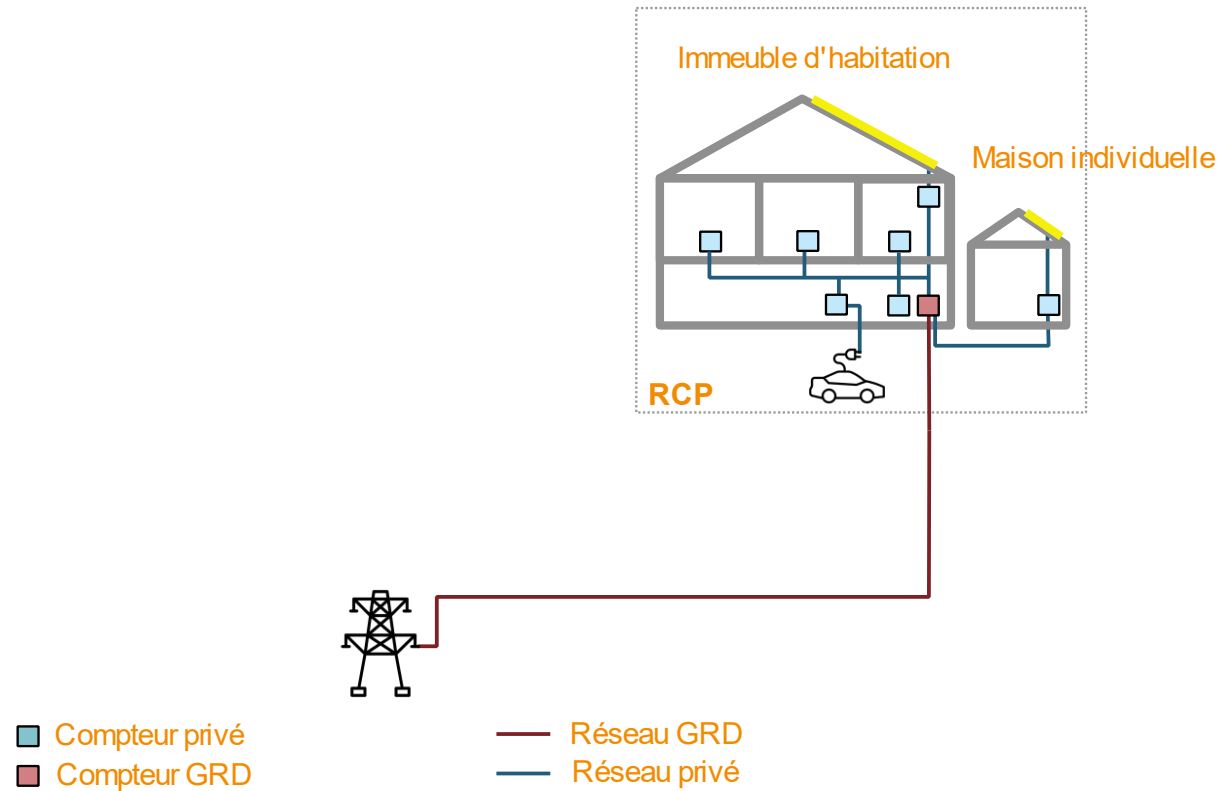 Immeuble d'habitation
Maison individuelle
RCP
Compteur privé
Réseau GRD
Compteur GRD
Réseau privé